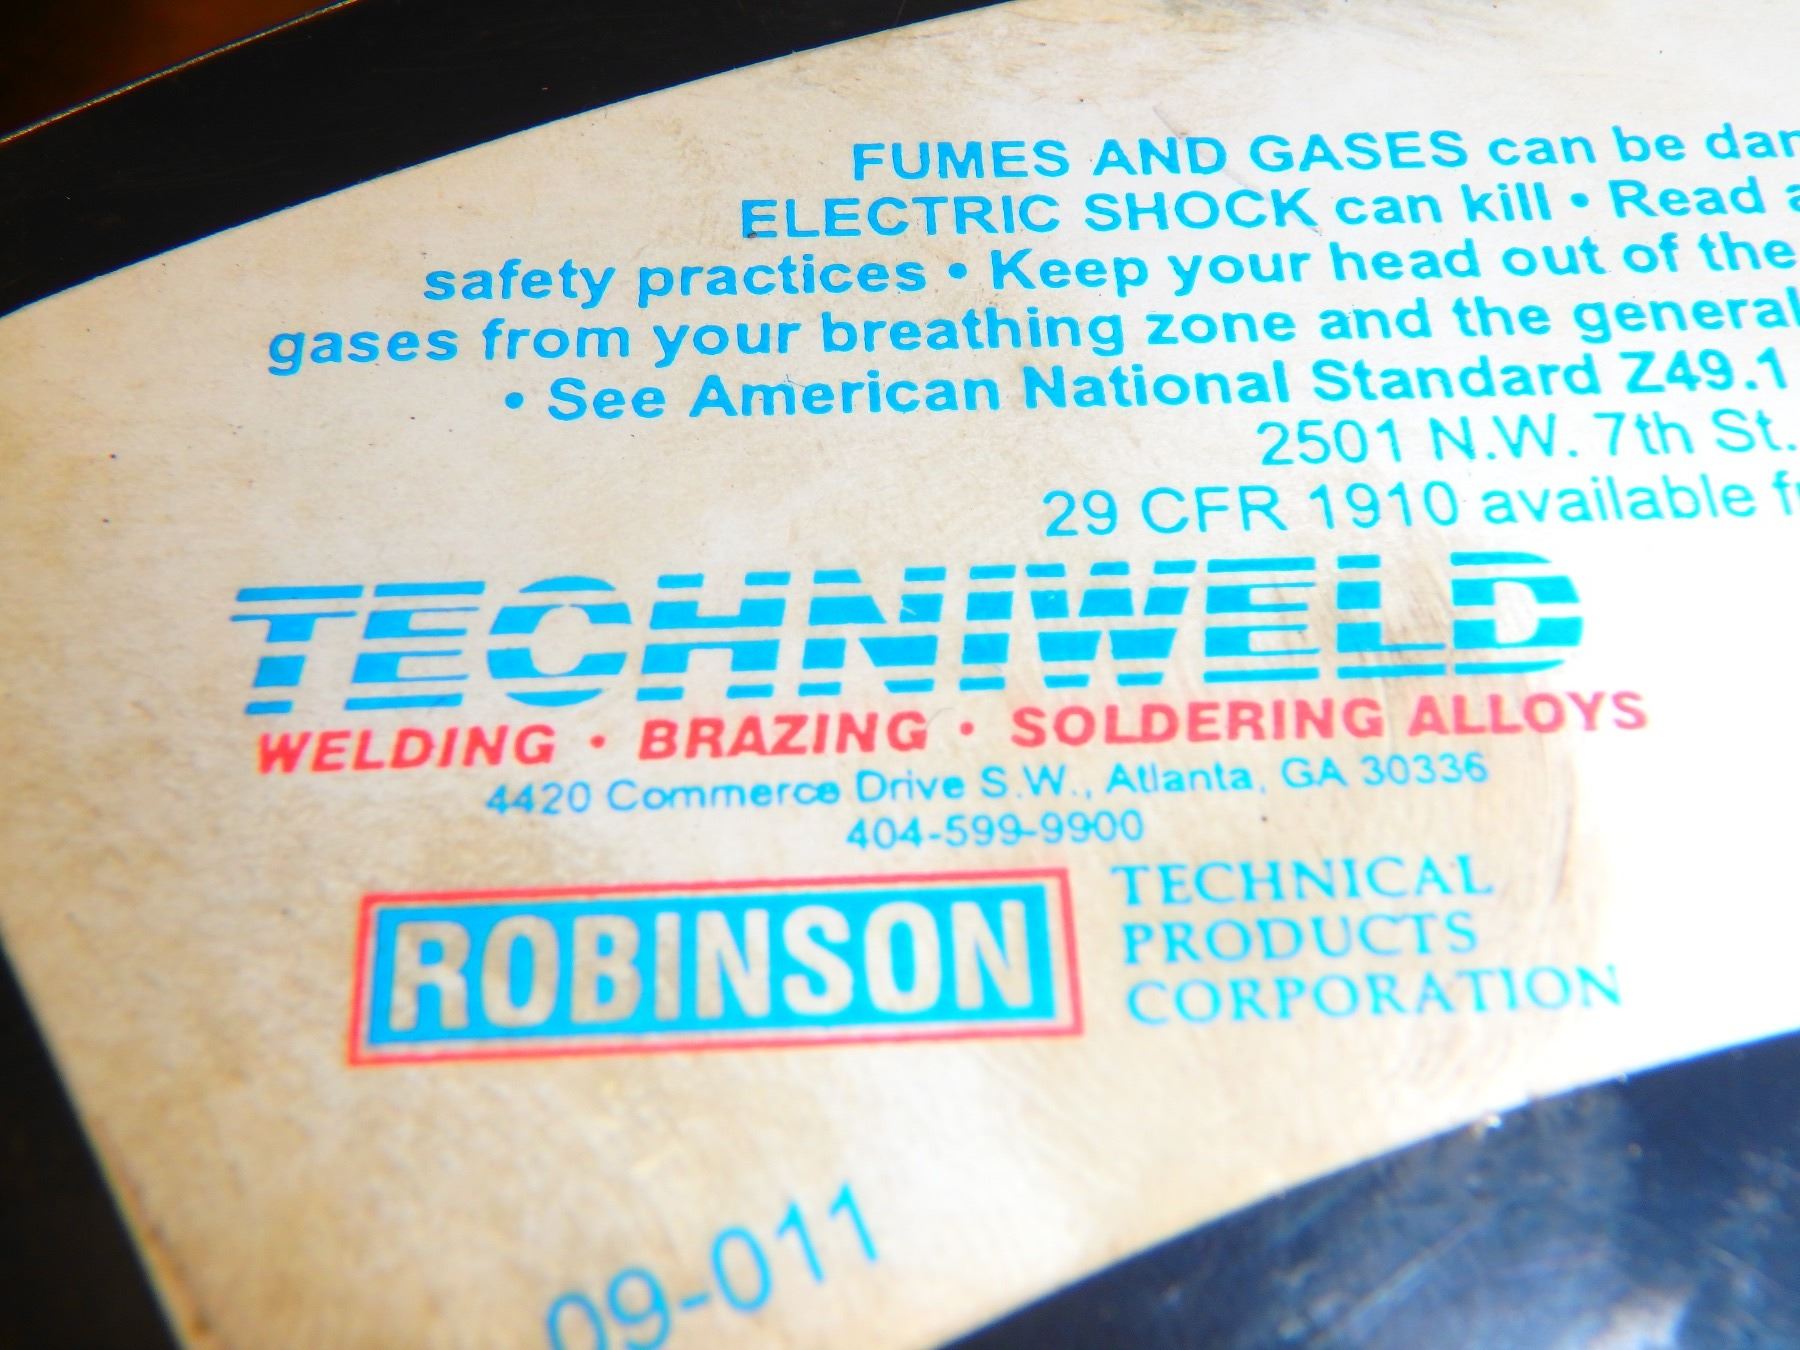 FUMES AND GASES can be
ELECTRIC SHOCK can kill • Read
safety practices • Keep your head out of the
gases from your breathing zone and the general
• See American National Standard Z49.1
2501 N.W. 7th St.
29 CFR 1910 available
TECHNIWELD
WELDING • BRAZING • SOLDERING ALLOYS
4420 Commerce Drive S.W., Atlanta, GA 30336
404-599-9900
ROBINSON
TECHNICAL
PRODUCTS
CORPORATION
09-011